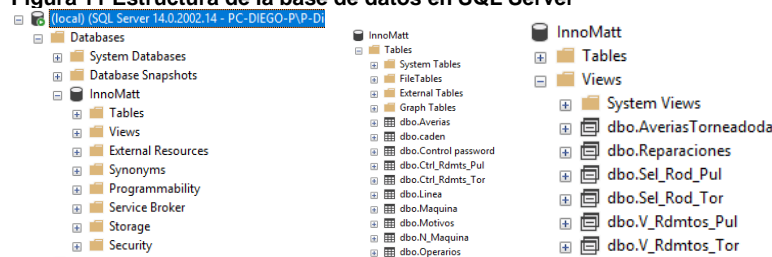 Figura 11 Estructura de la base de datos en SQL Server
(local) (SQL Server 14.0.2002.14 - PC-DIEGO-P\P-Di
Databases
System Databases
Database Snapshots
InnoMatt
Tables
Views
External Resources
Synonyms
Programmability
Service Broker
Storage
Security
InnoMatt
Tables
System Tables
FileTables
External Tables
Graph Tables
dbo.Averias
dbo.caden
dbo.Control password
dbo.Ctrl_Rdmts_Pul
dbo.Ctrl_Rdmts_Tor
dbo.Linea
dbo.Maquina
dbo.Motivos
dbo.N_Maquina
dbo.Operarios
InnoMatt
Tables
Views
System Views
dbo.AveriasTorneadoda
dbo.Reparaciones
dbo.Sel_Rod_Pul
dbo.Sel_Rod_Tor
dbo.V_Rdmtos_Pul
dbo.V_Rdmtos_Tor